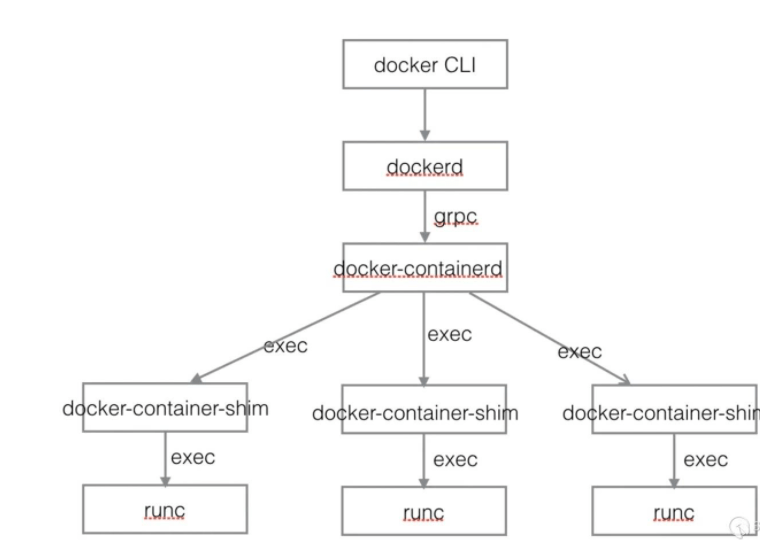 docker CLI
dockerd
grpc
docker-containerd
exec
exec
exec
docker-container-shim
docker-container-shim
docker-container-shim
exec
exec
exec
runc
runc
runc